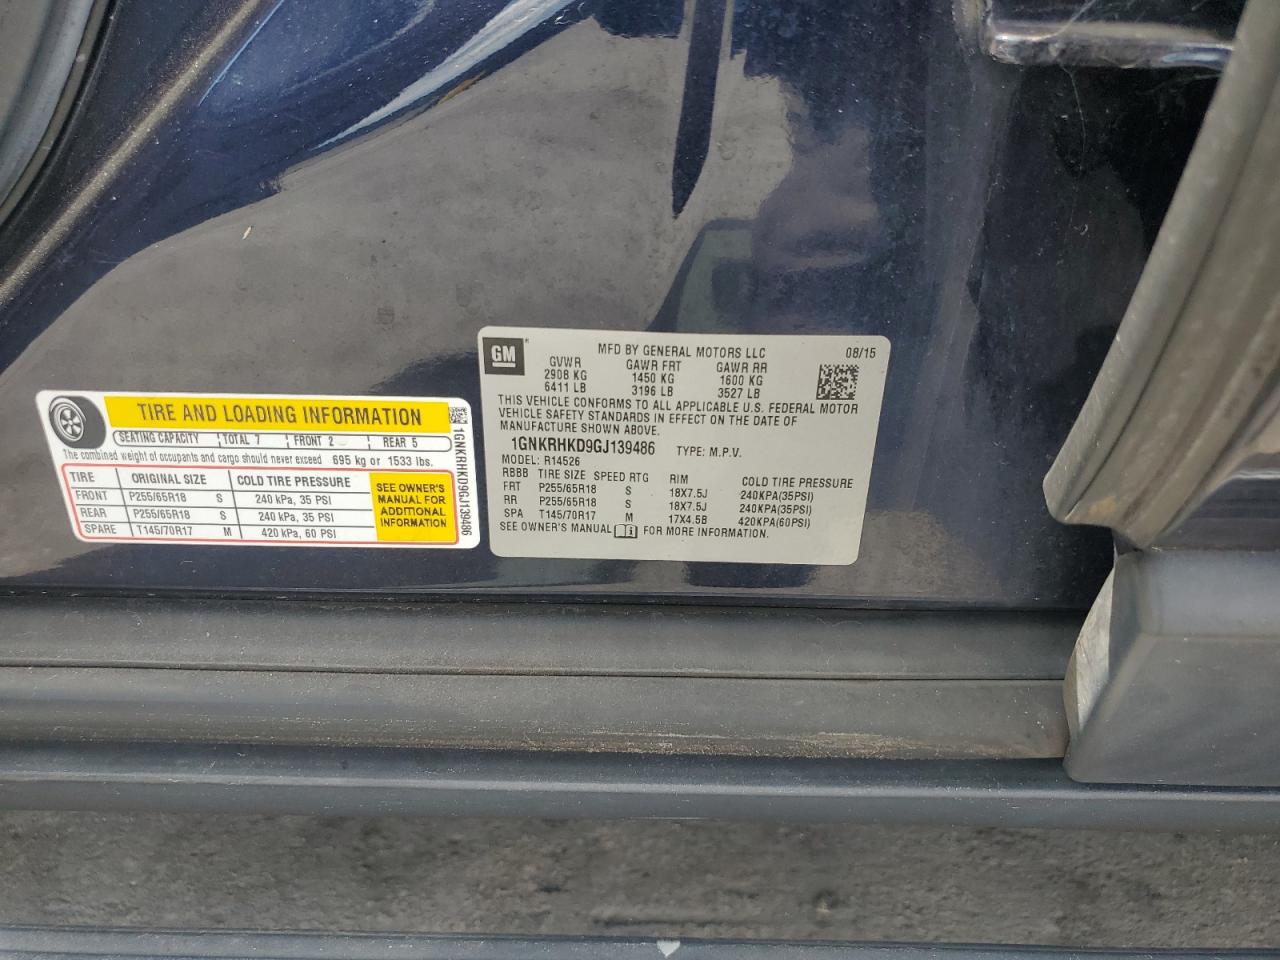 TIRE AND LOADING INFORMATION
SEATING CAPACITY TOTAL 7 FRONT 2 REAR 5
The combined weight of occupants and cargo should never exceed 695 kg or 1533 lbs.
TIRE ORIGINAL SIZE COLD TIRE PRESSURE
FRONT P255/65R18 S 240 kPa, 35 PSI
REAR P255/65R18 S 240 kPa, 35 PSI
SPARE T145/70R17 M 420 kPa, 60 PSI
SEE OWNER'S
MANUAL FOR
ADDITIONAL
INFORMATION
1GNKRHKD9GJ139486
GM
MFD BY GENERAL MOTORS LLC 08/15
GVWR GAWR FRT GAWR RR
2908 KG 1450 KG 1600 KG
6411 LB 3196 LB 3527 LB
THIS VEHICLE CONFORMS TO ALL APPLICABLE U.S. FEDERAL MOTOR
VEHICLE SAFETY STANDARDS IN EFFECT ON THE DATE OF
MANUFACTURE SHOWN ABOVE.
1GNKRHKD9GJ139486 TYPE: M.P.V.
MODEL: R14526
RBBB TIRE SIZE SPEED RTG RIM COLD TIRE PRESSURE
FRT P255/65R18 S 18X7.5J 240KPA(35PSI)
RR P255/65R18 S 18X7.5J 240KPA(35PSI)
SPA T145/70R17 M 17X4.5B 420KPA(60PSI)
SEE OWNER'S MANUAL FOR MORE INFORMATION.